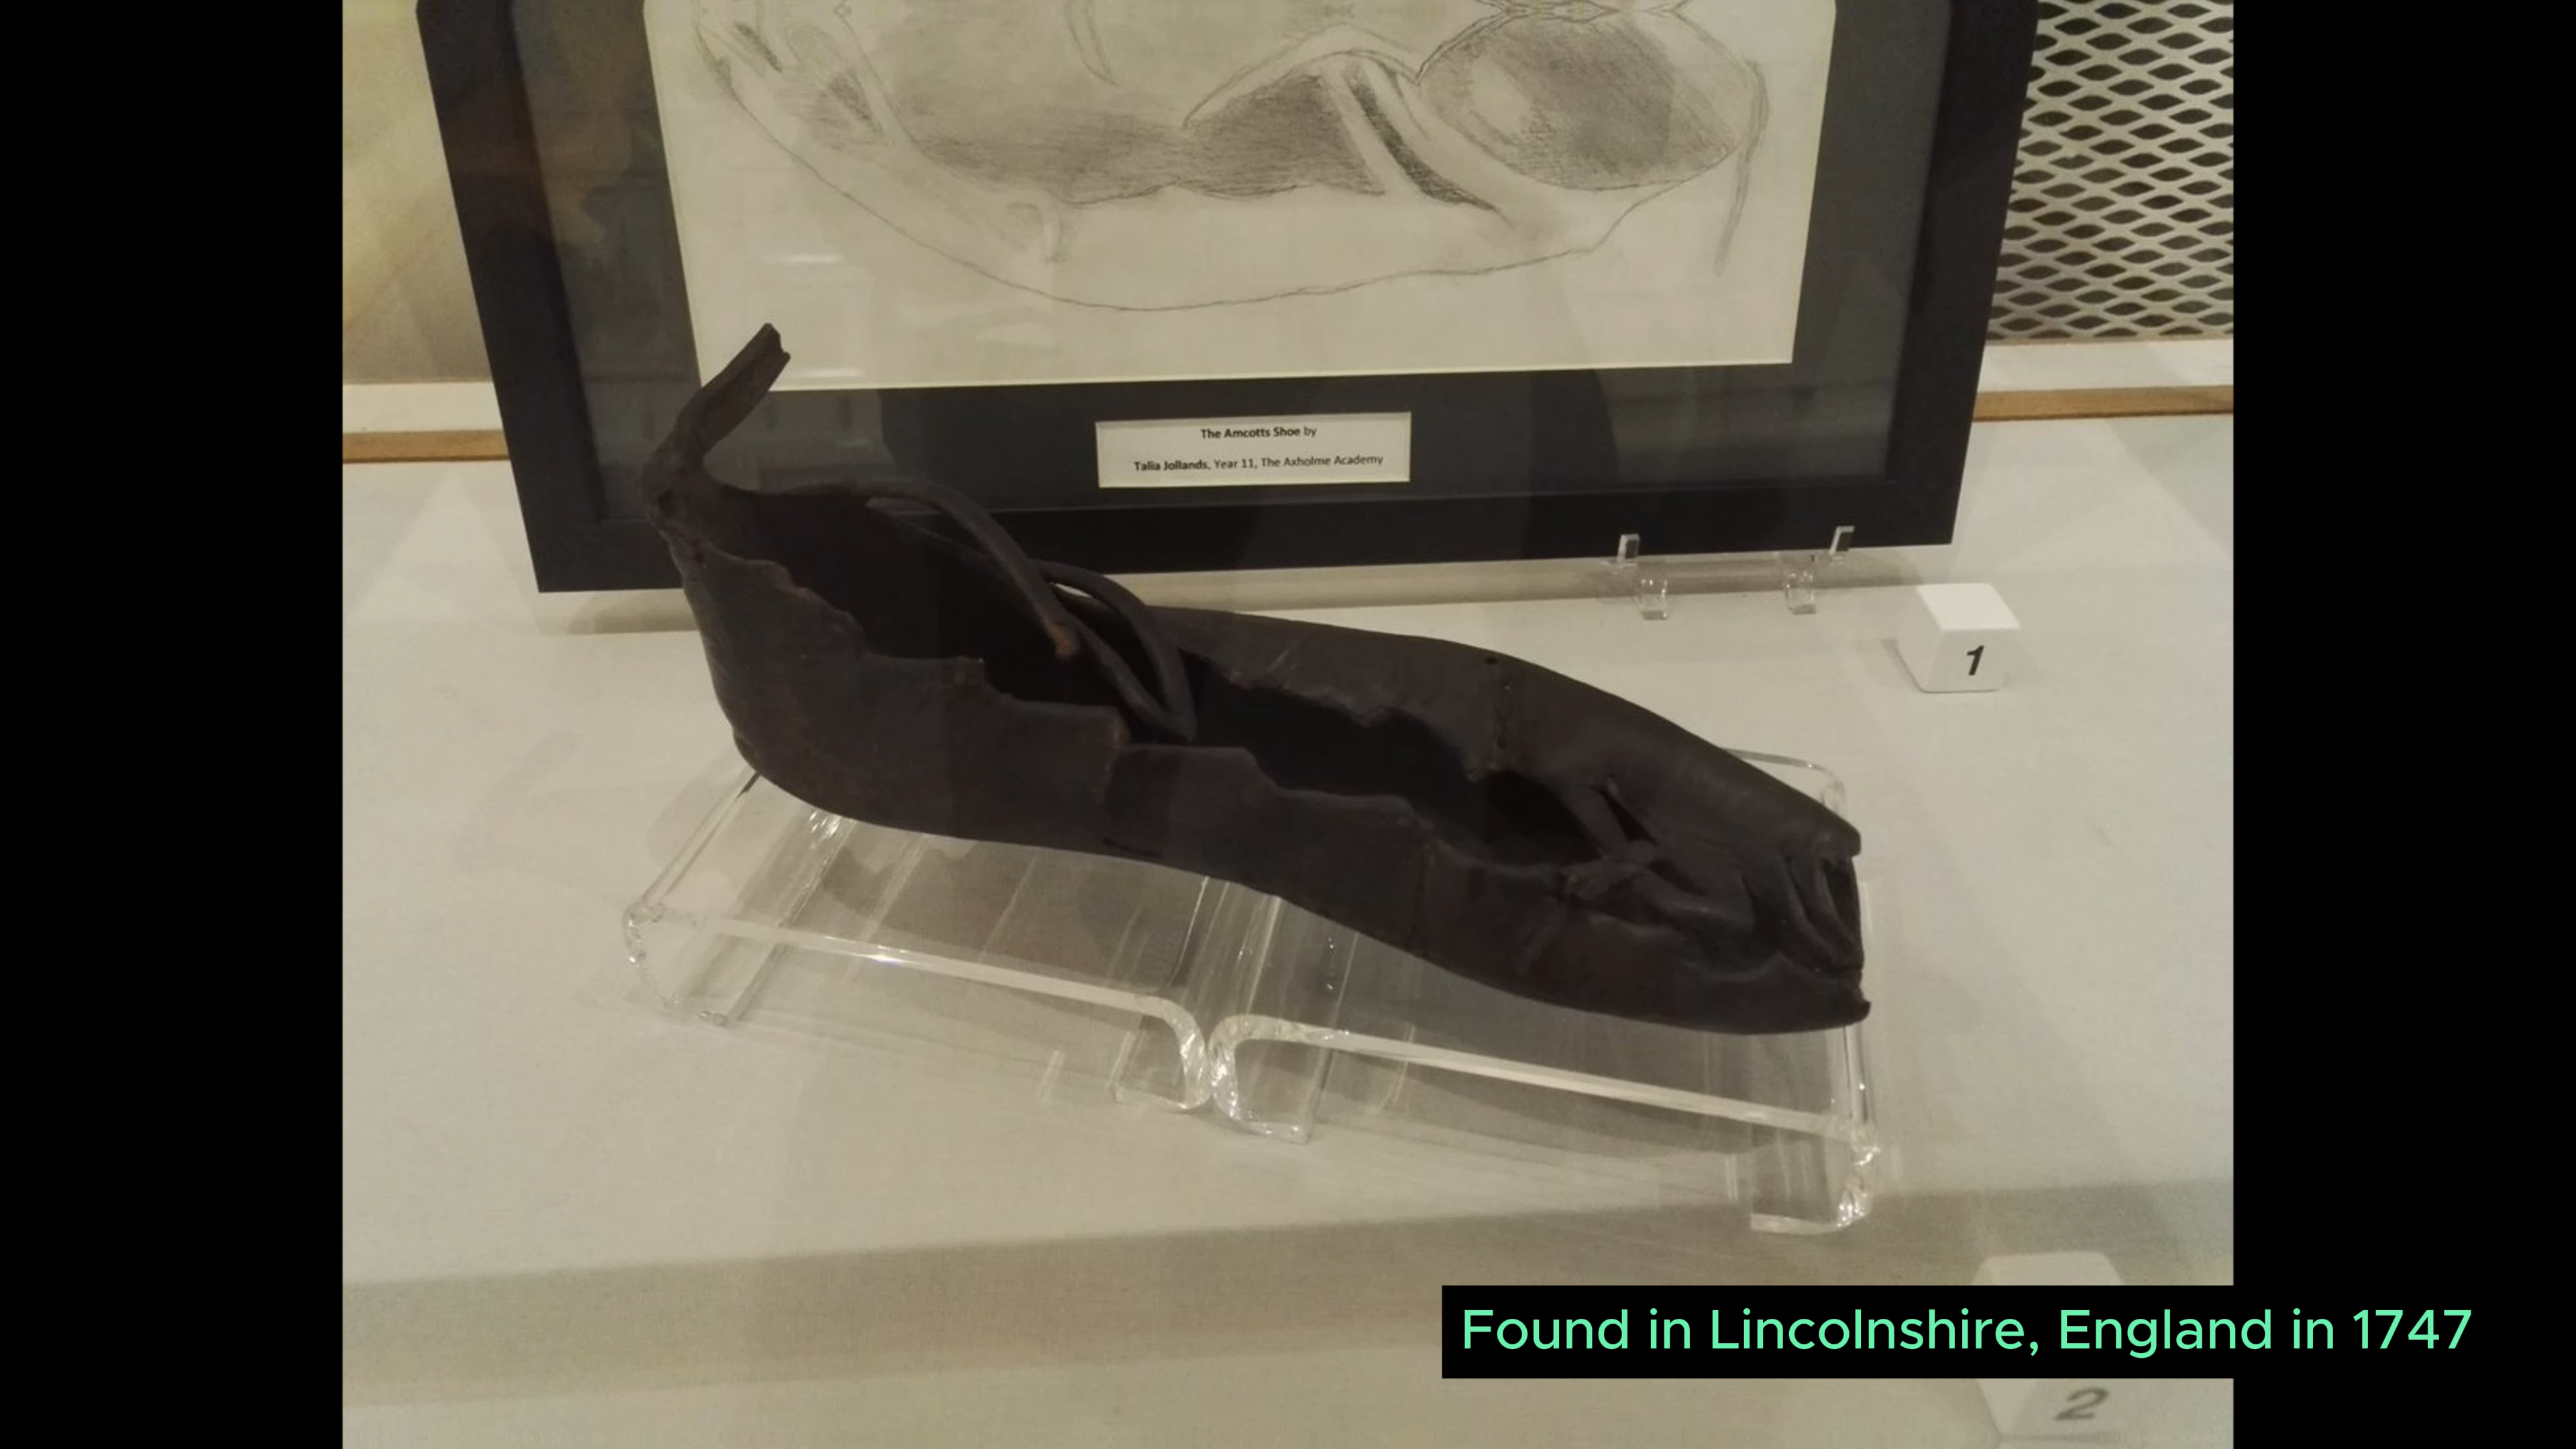 The Amcotts Shoe by
Talia Jollands, Year 11, The Axholme Academy
1
Found in Lincolnshire, England in 1747
2